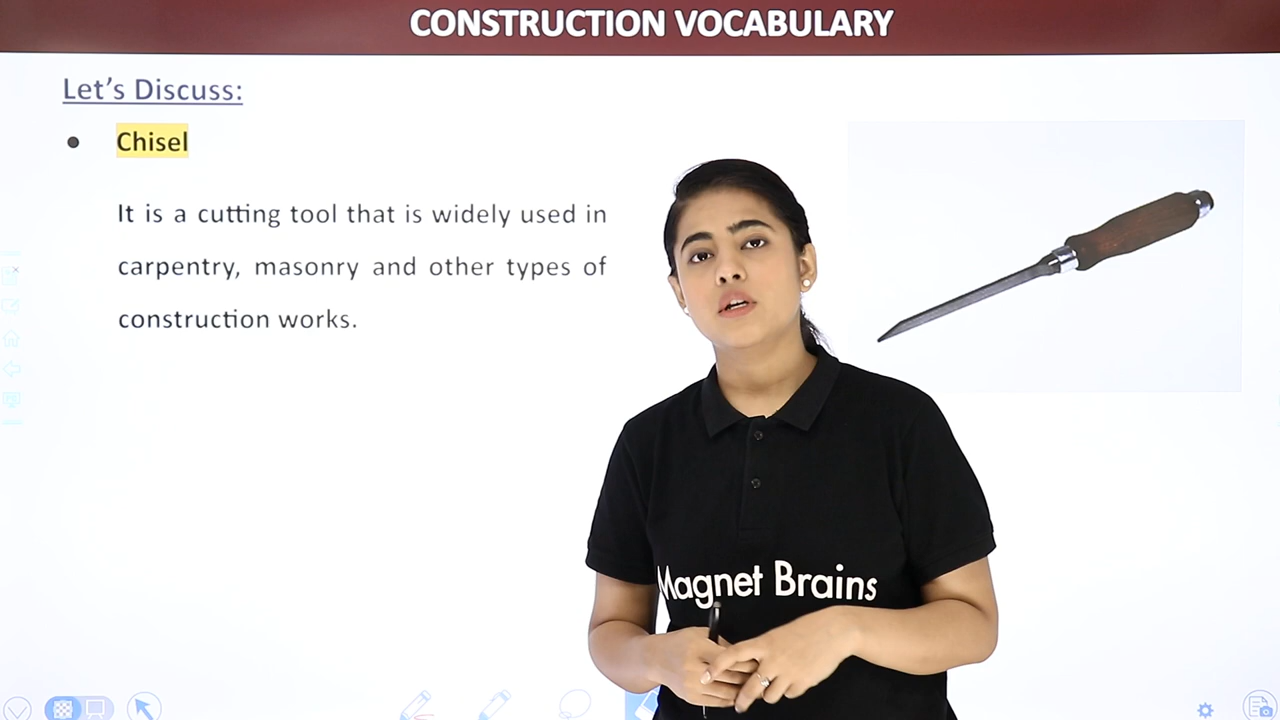 CONSTRUCTION VOCABULARY
Let’s Discuss:
● Chisel
It is a cutting tool that is widely used in
carpentry, masonry and other types of
construction works.
Magnet Brains